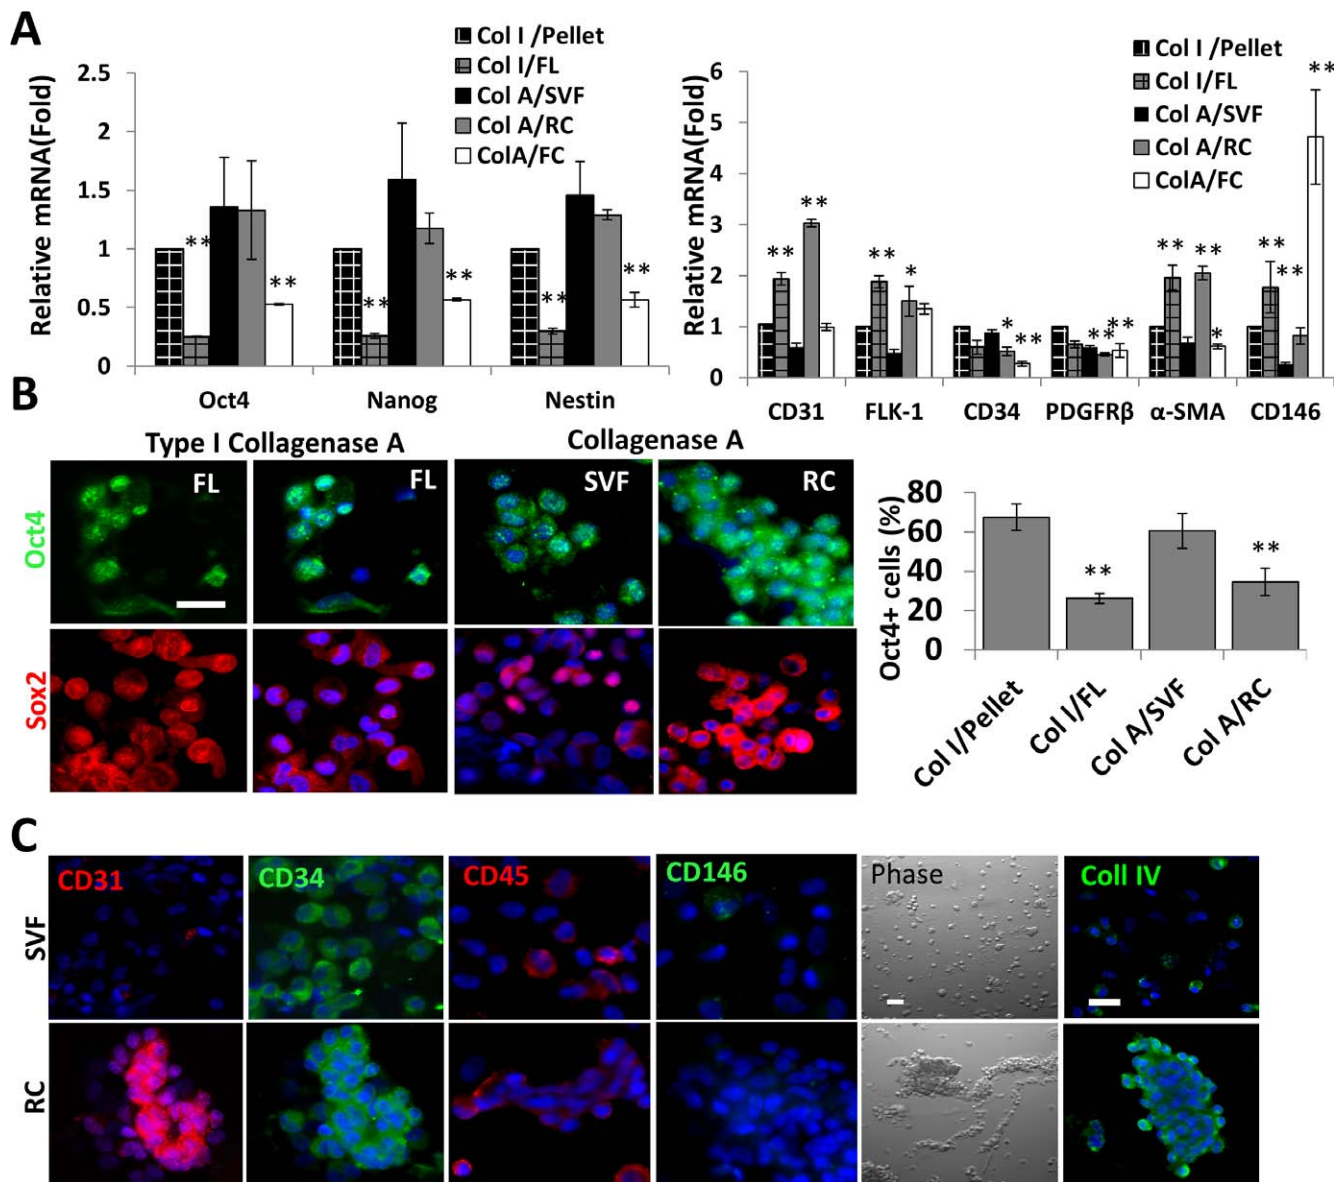 A
Col I /Pellet
Col I/FL
Col A/SVF
Col A/RC
ColA/FC
Relative mRNA(Fold)
2.5
2
1.5
1
0.5
0
**
**
**
**
**
**
Oct4
Nanog
Nestin
Col I /Pellet
Col I/FL
Col A/SVF
Col A/RC
ColA/FC
Relative mRNA(Fold)
6
5
4
3
2
1
0
**
**
**
*
*
**
**
**
**
**
*
**
**
**
CD31
FLK-1
CD34
PDGFRβ
α-SMA
CD146
B
Type I Collagenase A
Collagenase A
FL
FL
SVF
RC
Oct4
Sox2
Oct4+ cells (%)
80
60
40
20
0
**
**
Col I/Pellet
Col I/FL
Col A/SVF
Col A/RC
C
CD31
CD34
CD45
CD146
Phase
Coll IV
SVF
RC